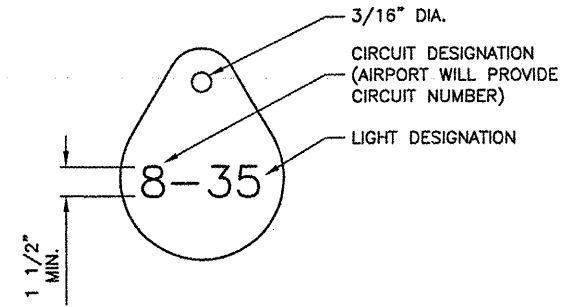 3/16" DIA.
CIRCUIT DESIGNATION
(AIRPORT WILL PROVIDE
CIRCUIT NUMBER)
LIGHT DESIGNATION
8-35
1 1/2"
MIN.